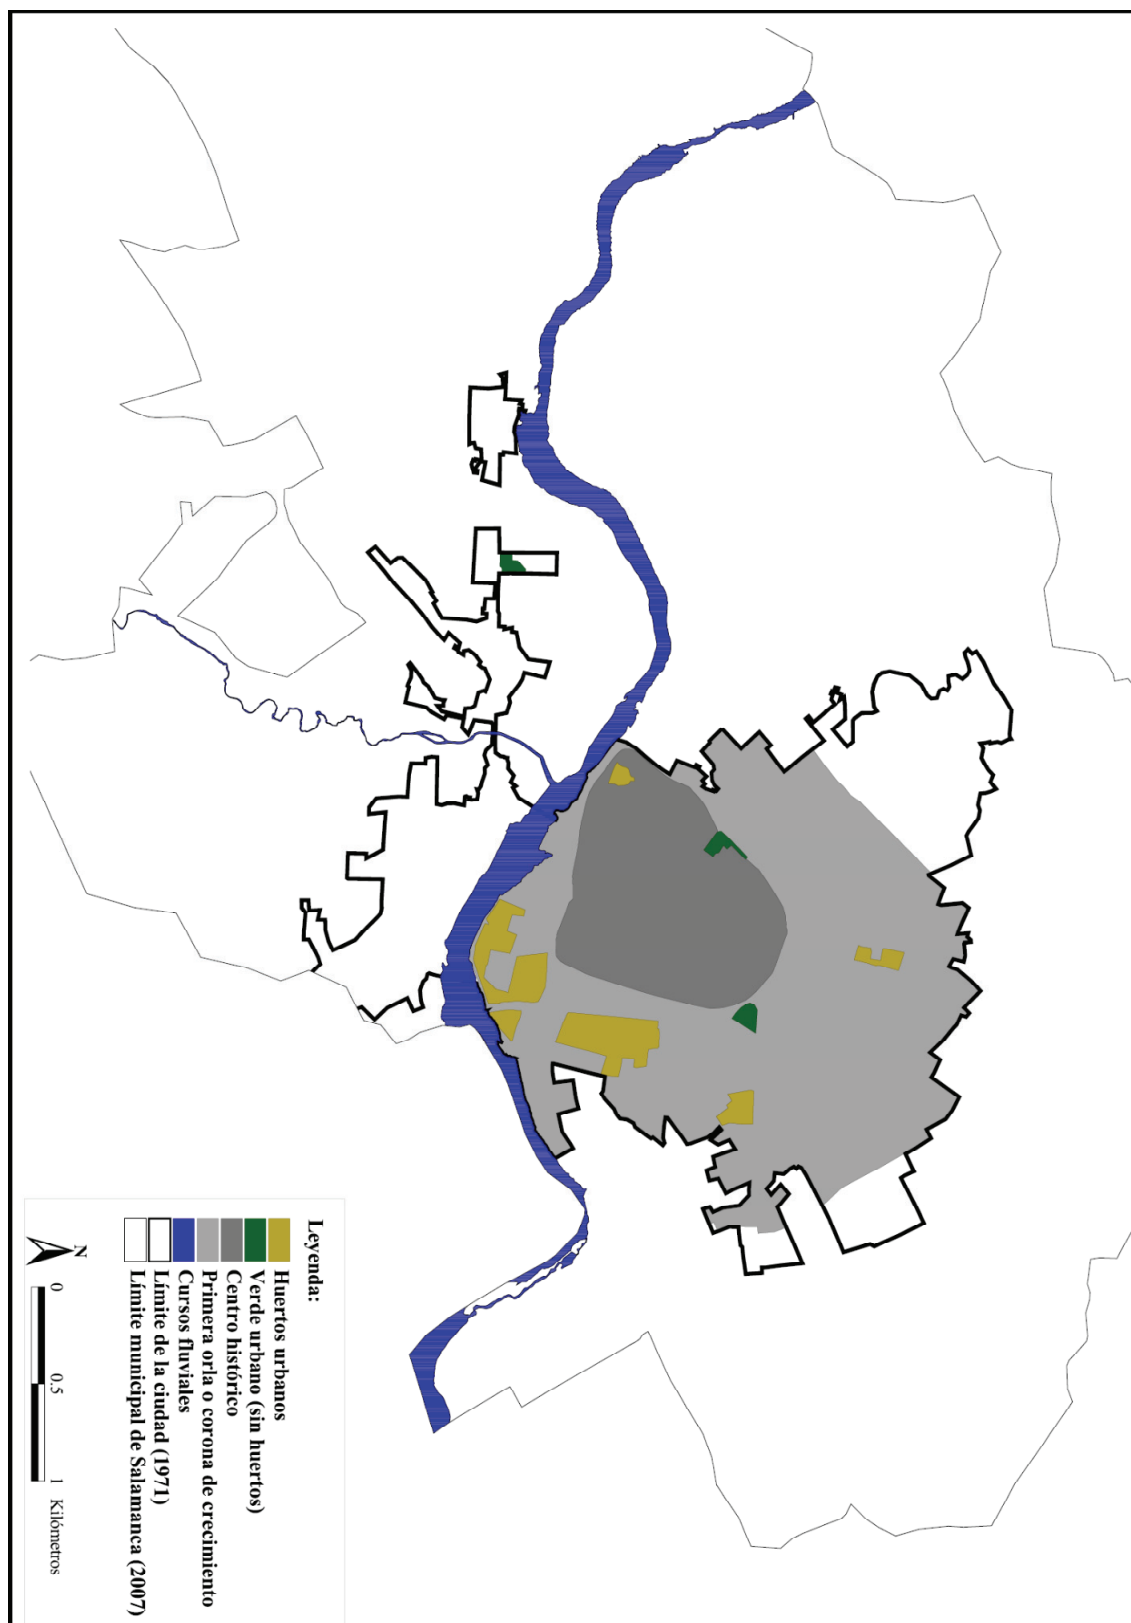 Leyenda:
Huertos urbanos
Verde urbano (sin huertos)
Centro histórico
Primera orla o corona de crecimiento
Cursos fluviales
Límite de la ciudad (1971)
Límite municipal de Salamanca (2007)
N
0 0.5 1 Kilómetros